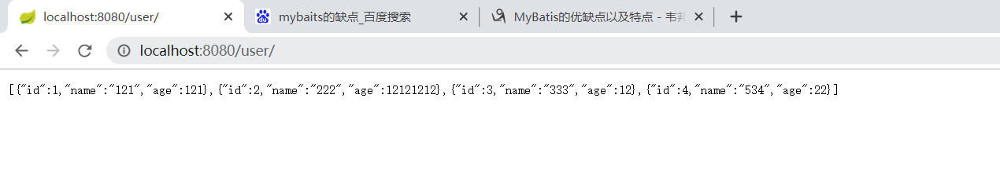 localhost:8080/user/
mybaits的缺点_百度搜索
MyBatis的优缺点以及特点 - 韦邦
localhost:8080/user/
[{"id":1,"name":"121","age":121},{"id":2,"name":"222","age":12121212},{"id":3,"name":"333","age":12},{"id":4,"name":"534","age":22}]